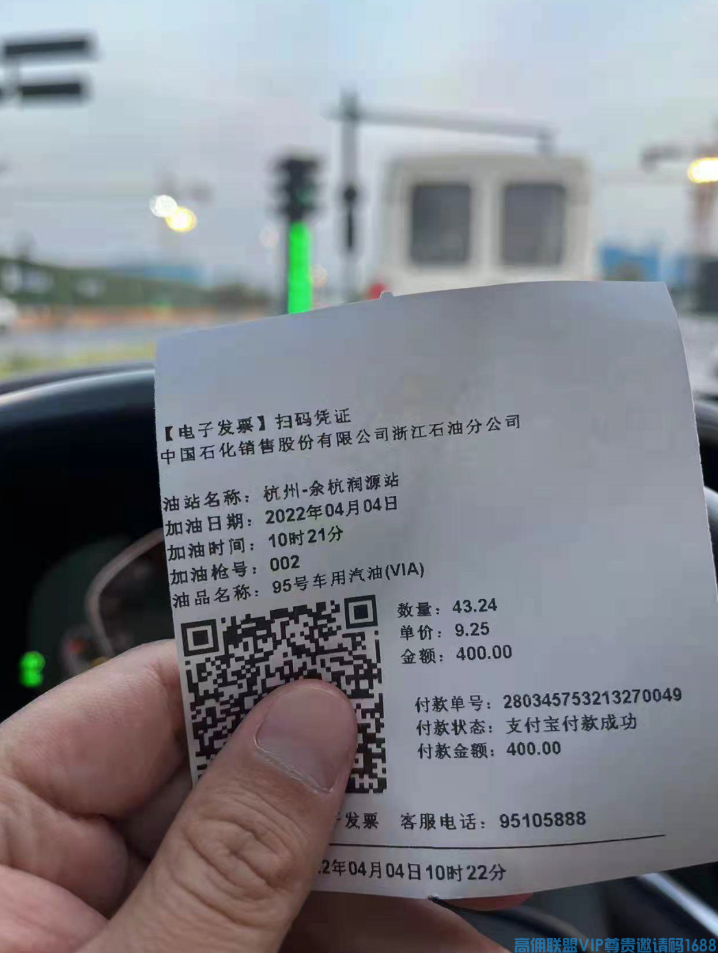 【电子发票】扫码凭证
中国石化销售股份有限公司浙江石油分公司
油站名称：杭州-余杭润源站
加油日期：2022年04月04日
加油时间：10时21分
加油枪号：002
油品名称：95号车用汽油(VIA)
数量：43.24
单价：9.25
金额：400.00
付款单号：280345753213270049
付款状态：支付宝付款成功
付款金额：400.00
发票 客服电话：95105888
2年04月04日10时22分
高佣联盟VIP尊贵邀请码1688